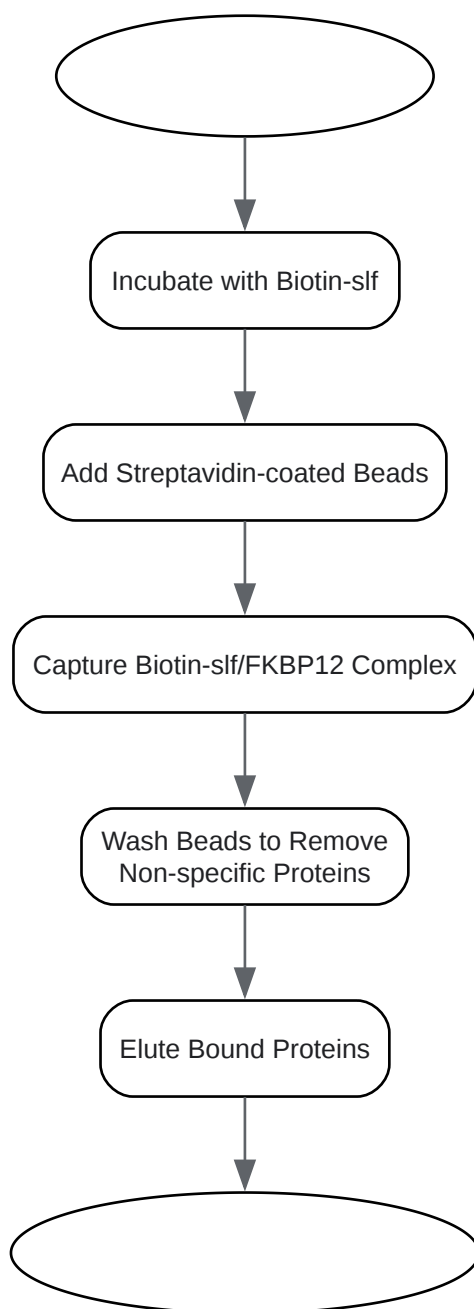 Incubate with Biotin-slf
Add Streptavidin-coated Beads
Capture Biotin-slf/FKBP12 Complex
Wash Beads to Remove
Non-specific Proteins
Elute Bound Proteins